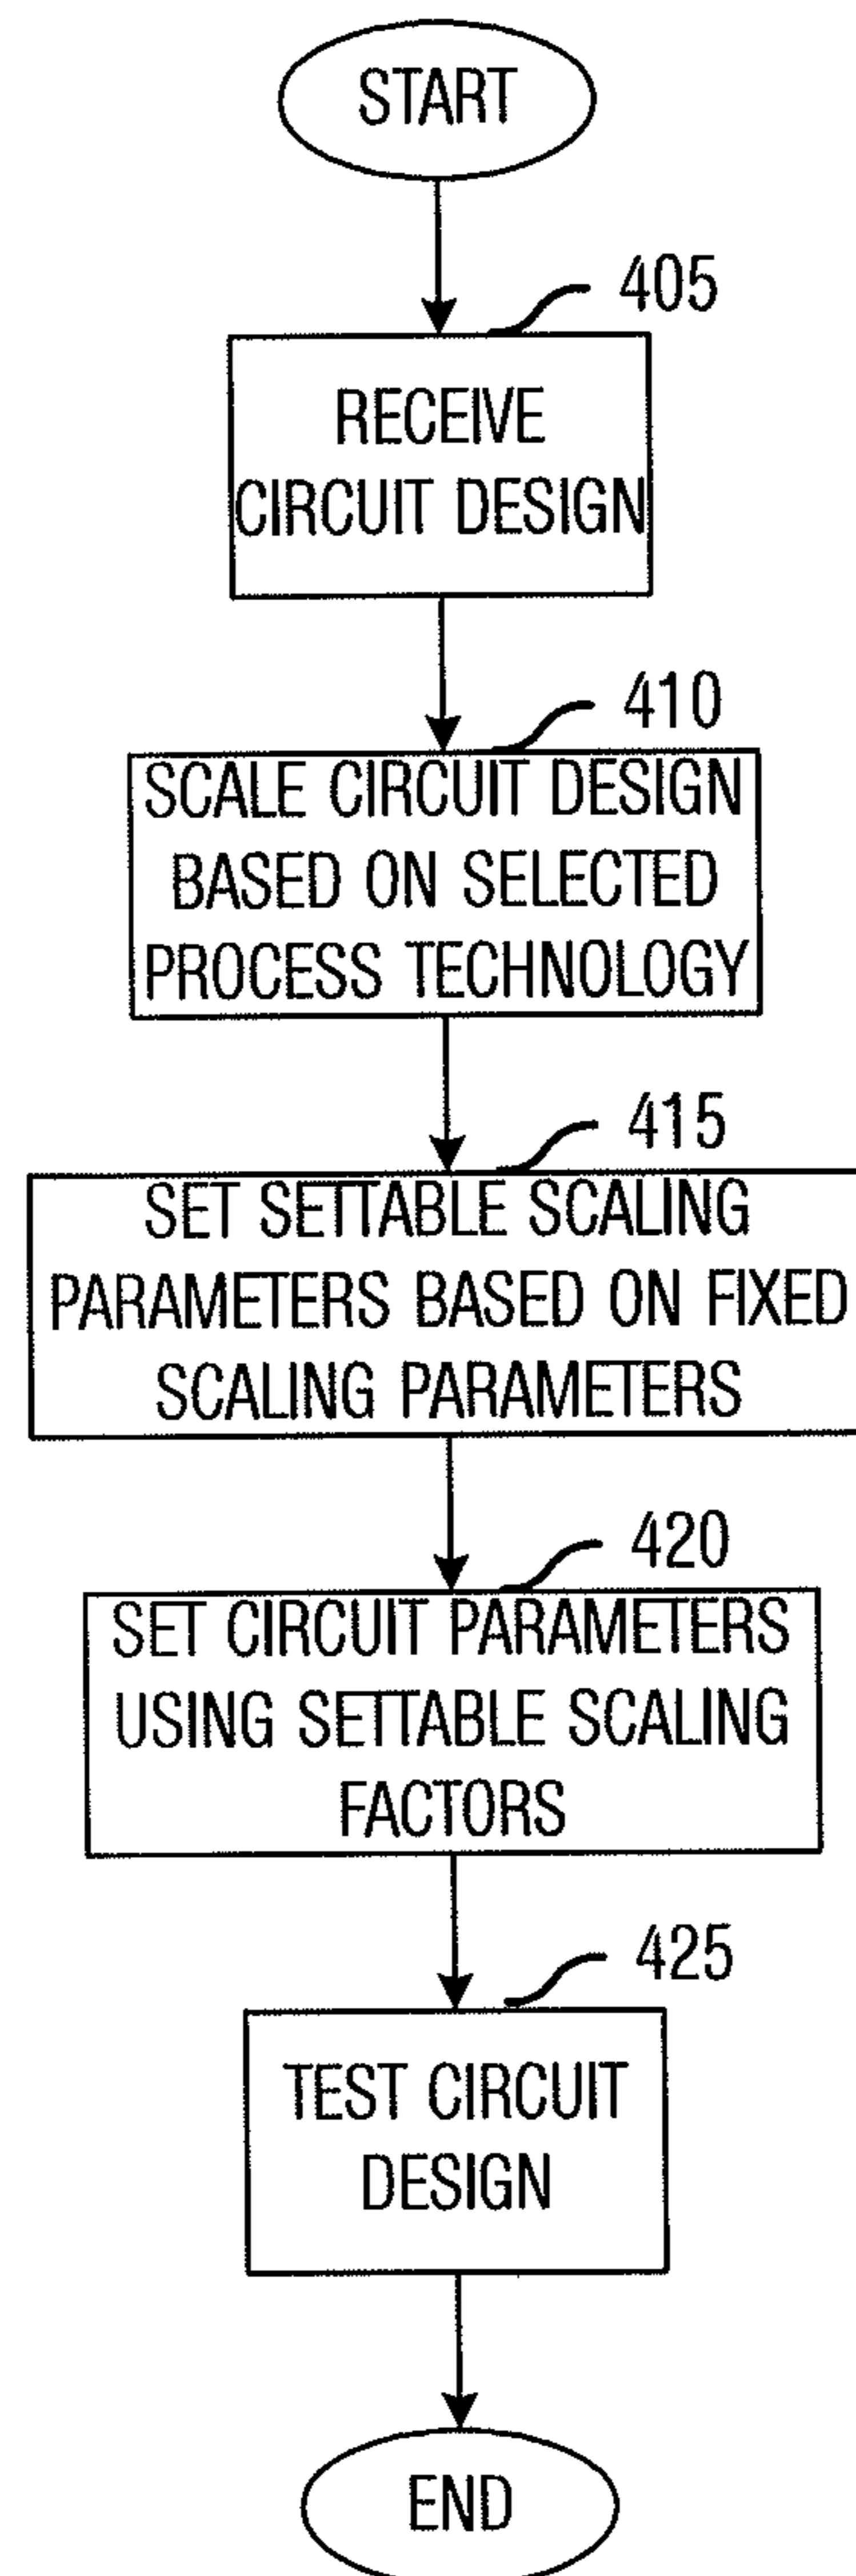 START
405
RECEIVE
CIRCUIT DESIGN
410
SCALE CIRCUIT DESIGN
BASED ON SELECTED
PROCESS TECHNOLOGY
415
SET SETTABLE SCALING
PARAMETERS BASED ON FIXED
SCALING PARAMETERS
420
SET CIRCUIT PARAMETERS
USING SETTABLE SCALING
FACTORS
425
TEST CIRCUIT
DESIGN
END